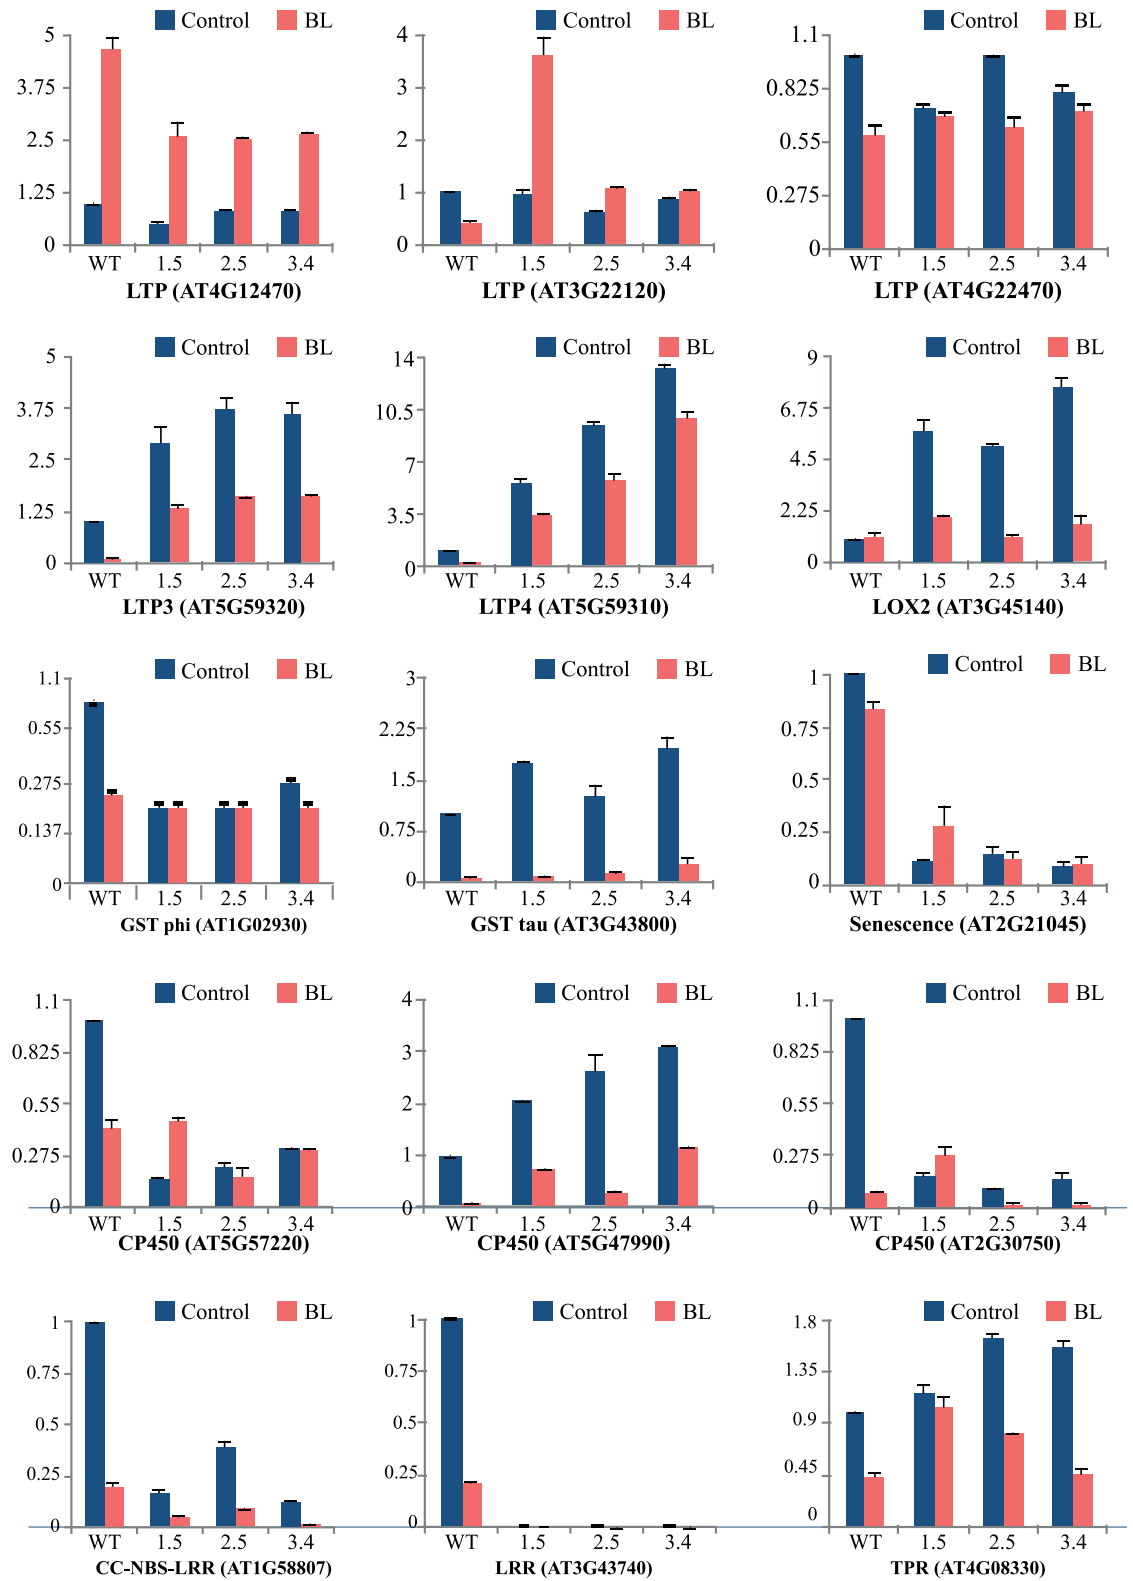 Control BL
5
3.75
2.5
1.25
0
WT 1.5 2.5 3.4
LTP (AT4G12470)
Control BL
4
3
2
1
0
WT 1.5 2.5 3.4
LTP (AT3G22120)
Control BL
1.1
0.825
0.55
0.275
0
WT 1.5 2.5 3.4
LTP (AT4G22470)
Control BL
5
3.75
2.5
1.25
0
WT 1.5 2.5 3.4
LTP3 (AT5G59320)
Control BL
14
10.5
7
3.5
0
WT 1.5 2.5 3.4
LTP4 (AT5G59310)
Control BL
9
6.75
4.5
2.25
0
WT 1.5 2.5 3.4
LOX2 (AT3G45140)
Control BL
1.1
0.55
0.275
0.137
0
WT 1.5 2.5 3.4
GST phi (AT1G02930)
Control BL
3
2.25
1.5
0.75
0
WT 1.5 2.5 3.4
GST tau (AT3G43800)
Control BL
1
0.75
0.5
0.25
0
WT 1.5 2.5 3.4
Senescence (AT2G21045)
Control BL
1.1
0.825
0.55
0.275
0
WT 1.5 2.5 3.4
CP450 (AT5G57220)
Control BL
4
3
2
1
0
WT 1.5 2.5 3.4
CP450 (AT5G47990)
Control BL
1.1
0.825
0.55
0.275
0
WT 1.5 2.5 3.4
CP450 (AT2G30750)
Control BL
1
0.75
0.5
0.25
0
WT 1.5 2.5 3.4
CC-NBS-LRR (AT1G58807)
Control BL
1
0.75
0.5
0.25
0
WT 1.5 2.5 3.4
LRR (AT3G43740)
Control BL
1.8
1.35
0.9
0.45
0
WT 1.5 2.5 3.4
TPR (AT4G08330)